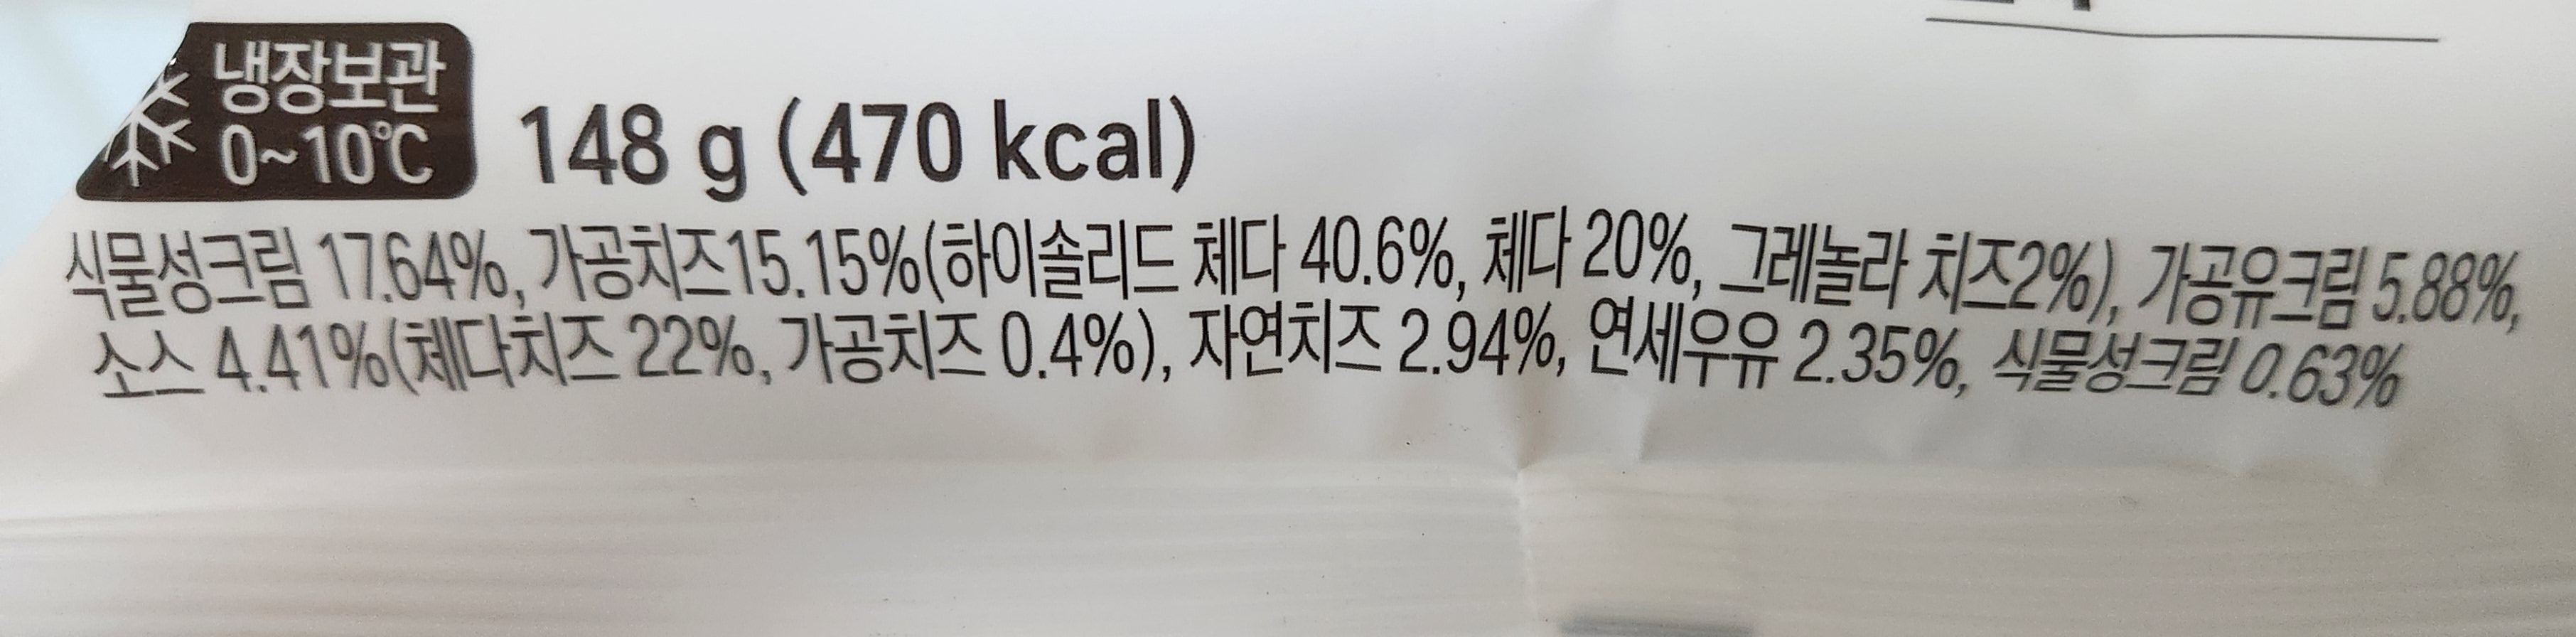 냉장보관
0~10℃
148 g (470 kcal)
식물성크림 17.64%, 가공치즈15.15%(하이솔리드 체다 40.6%, 체다 20%, 그레놀라 치즈2%), 가공유크림 5.88%,
소스 4.41%(체다치즈 22%, 가공치즈 0.4%), 자연치즈 2.94%, 연세우유 2.35%, 식물성크림 0.63%